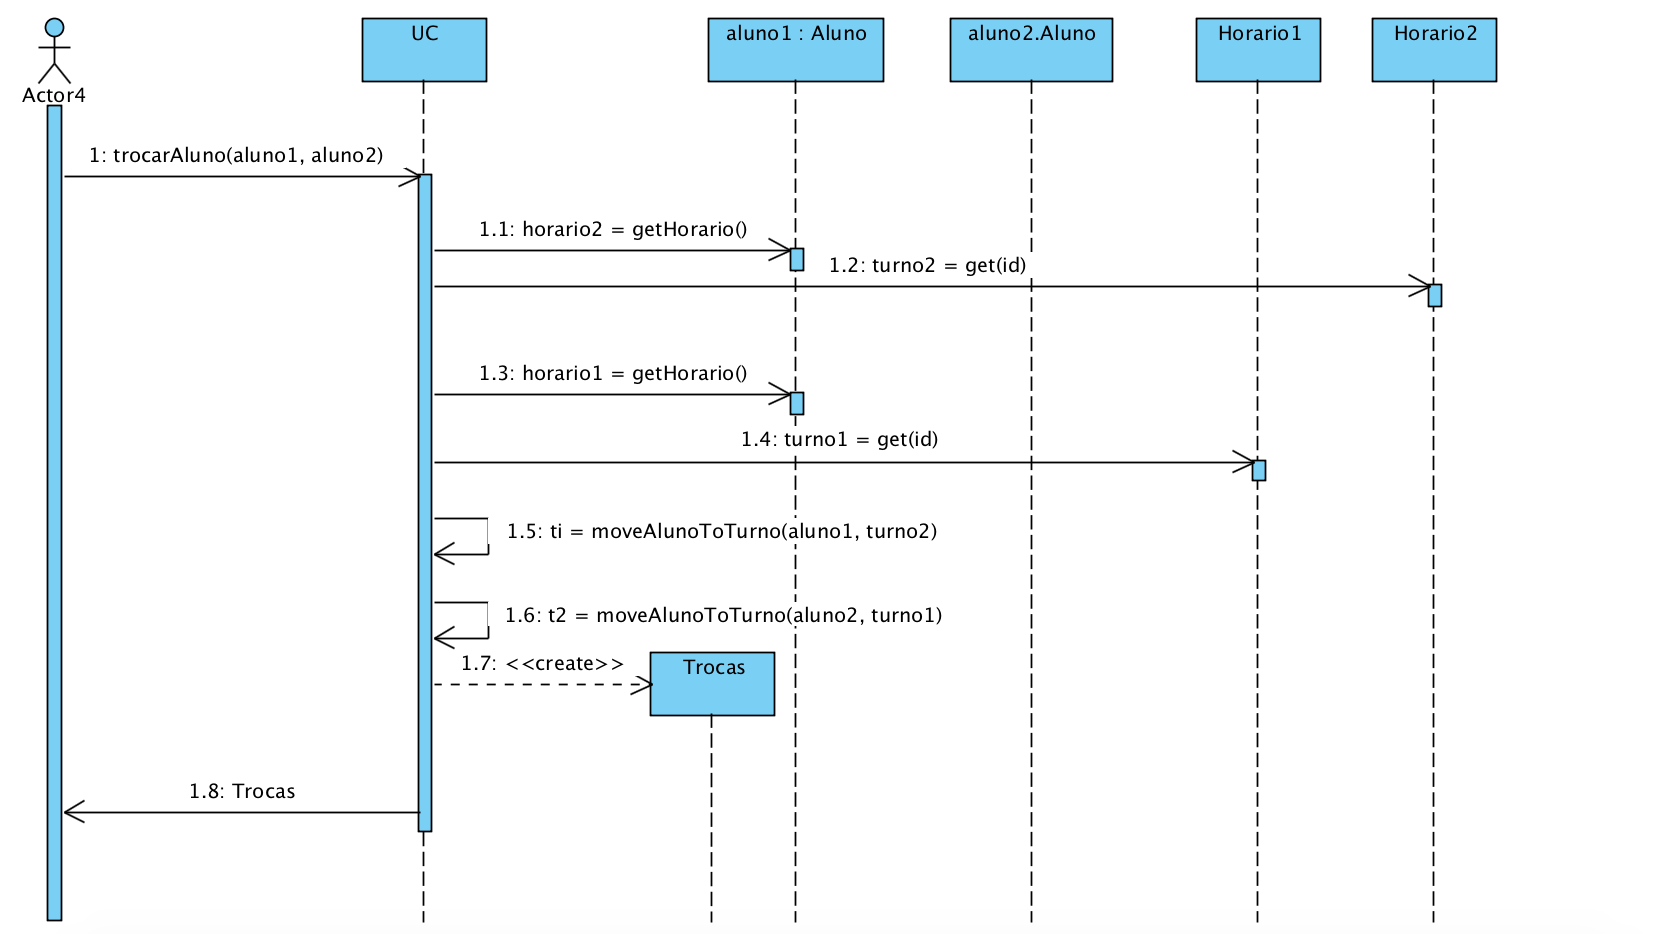 UC
aluno1 : Aluno
aluno2.Aluno
Horario1
Horario2
Actor4
1: trocarAluno(aluno1, aluno2)
1.1: horario2 = getHorario()
1.2: turno2 = get(id)
1.3: horario1 = getHorario()
1.4: turno1 = get(id)
1.5: ti = moveAlunoToTurno(aluno1, turno2)
1.6: t2 = moveAlunoToTurno(aluno2, turno1)
1.7: <<create>>
Trocas
1.8: Trocas